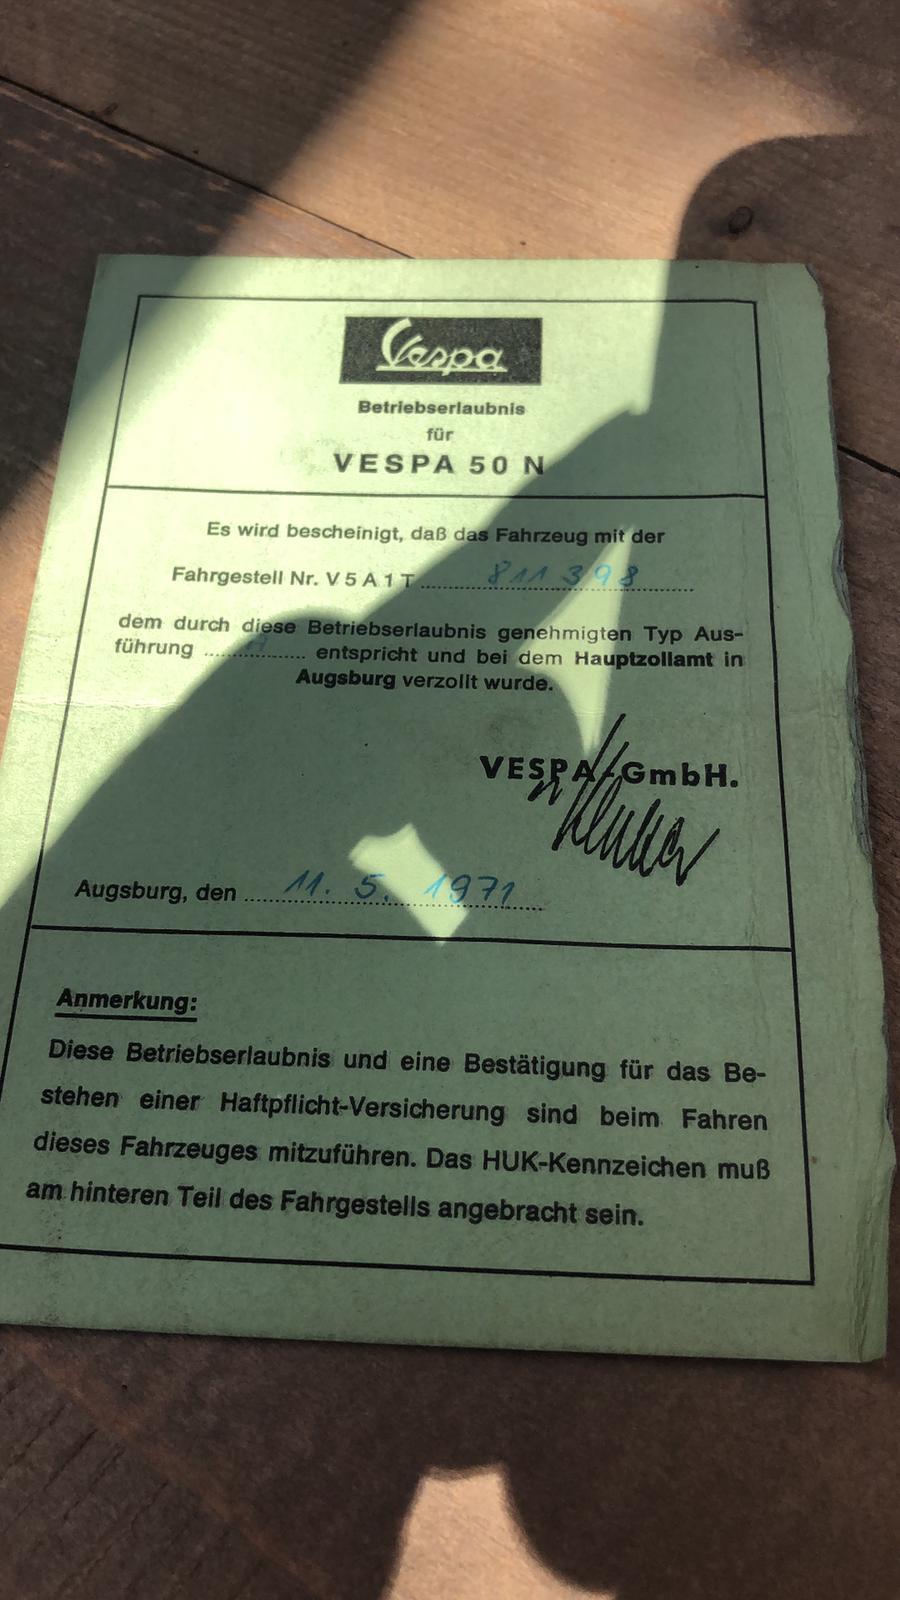 Vespa
Betriebserlaubnis
für
VESPA 50 N
Es wird bescheinigt, daß das Fahrzeug mit der
Fahrgestell Nr. V 5 A 1 T 811 398
dem durch diese Betriebserlaubnis genehmigten Typ Aus-
führung A entspricht und bei dem Hauptzollamt in
Augsburg verzollt wurde.
VESPA-GmbH.
Augsburg, den 11. 5. 1971
Anmerkung:
Diese Betriebserlaubnis und eine Bestätigung für das Be-
stehen einer Haftpflicht-Versicherung sind beim Fahren
dieses Fahrzeuges mitzuführen. Das HUK-Kennzeichen muß
am hinteren Teil des Fahrgestells angebracht sein.